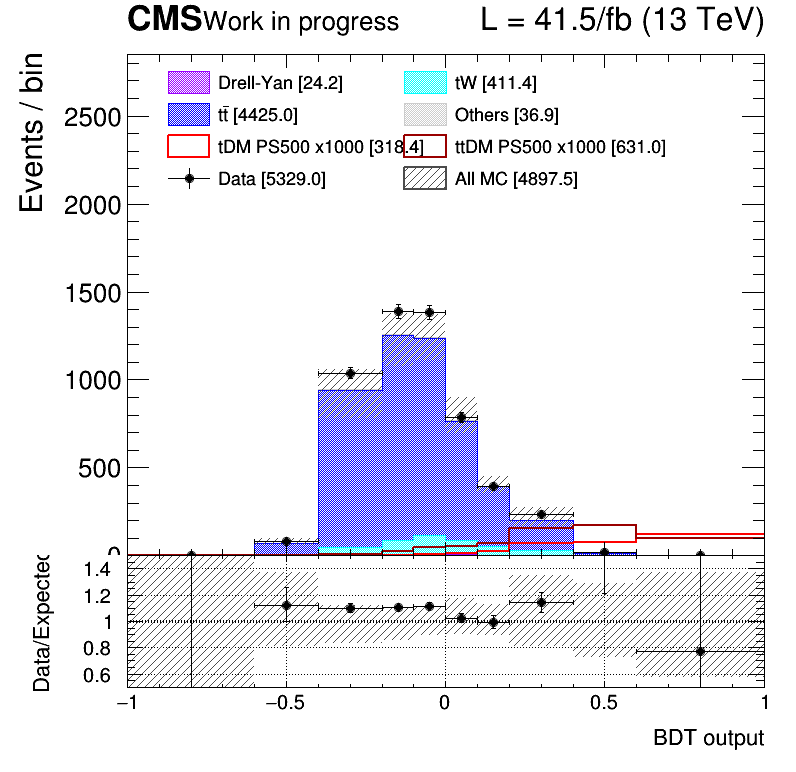 CMS Work in progress L = 41.5/fb (13 TeV)
Events / bin
Drell-Yan [24.2] tW [411.4]
tt̄ [4425.0] Others [36.9]
tDM PS500 x1000 [318.4] ttDM PS500 x1000 [631.0]
Data [5329.0] All MC [4897.5]
2500
2000
1500
1000
500
0
Data/Expected
1.4
1.2
1
0.8
0.6
−1 −0.5 0 0.5 1
BDT output